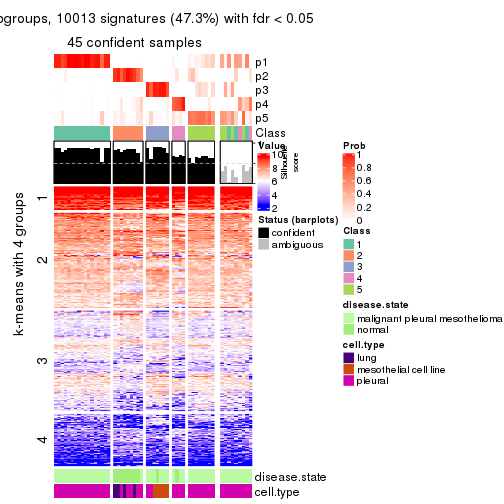 ogroups, 10013 signatures (47.3%) with fdr < 0.05
45 confident samples
p1
p2
p3
p4
p5
Class
1
2
3
4
k-means with 4 groups
Silhouette
score
Value
10
8
6
4
2
Status (barplots)
confident
ambiguous
Prob
1
0.8
0.6
0.4
0.2
0
Class
1
2
3
4
5
disease.state
malignant pleural mesothelioma
normal
cell.type
lung
mesothelial cell line
pleural
disease.state
cell.type